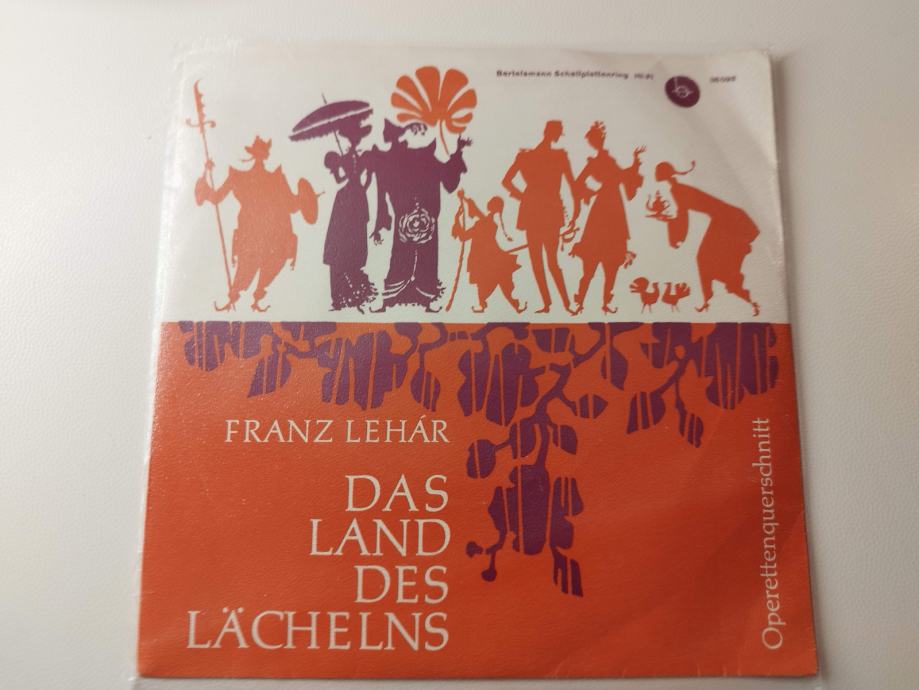 Bertelsmann Schallplattenring
FRANZ LEHÁR
DAS
LAND
DES
LÄCHELNS
Operettenquerschnitt